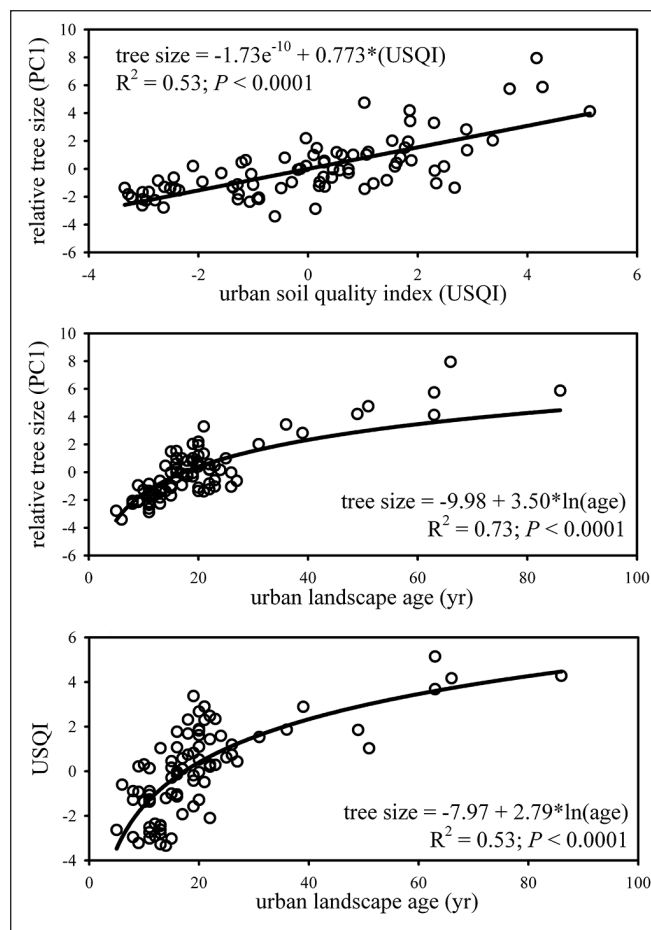 10
8
6
4
2
0
-2
-4
-6
relative tree size (PC1)
tree size = -1.73e-10 + 0.773*(USQI)
R2 = 0.53; P < 0.0001
-4 -2 0 2 4 6
urban soil quality index (USQI)
10
8
6
4
2
0
-2
-4
-6
relative tree size (PC1)
tree size = -9.98 + 3.50*ln(age)
R2 = 0.73; P < 0.0001
0 20 40 60 80 100
urban landscape age (yr)
6
4
2
0
-2
-4
USQI
tree size = -7.97 + 2.79*ln(age)
R2 = 0.53; P < 0.0001
0 20 40 60 80 100
urban landscape age (yr)